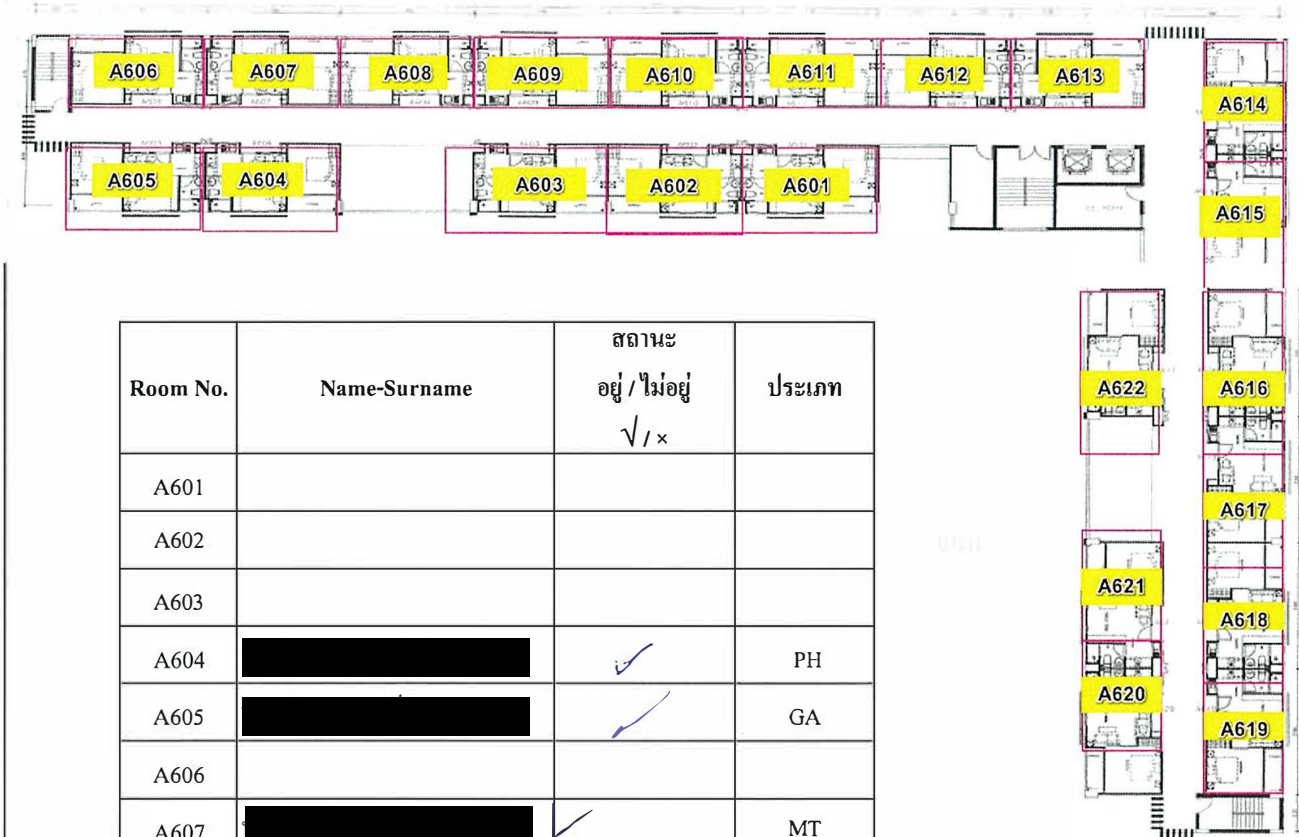 A606 A607 A608 A609 A610 A611 A612 A613
A614
A605 A604 A603 A602 A601
A615
Room No. Name-Surname สถานะ อยู่ / ไม่อยู่ √ / × ประเภท
A601
A602
A603
A604 ✓ PH
A605 ✓ GA
A606
A607 ✓ MT
A622 A616
A617
A621
A618
A620
A619